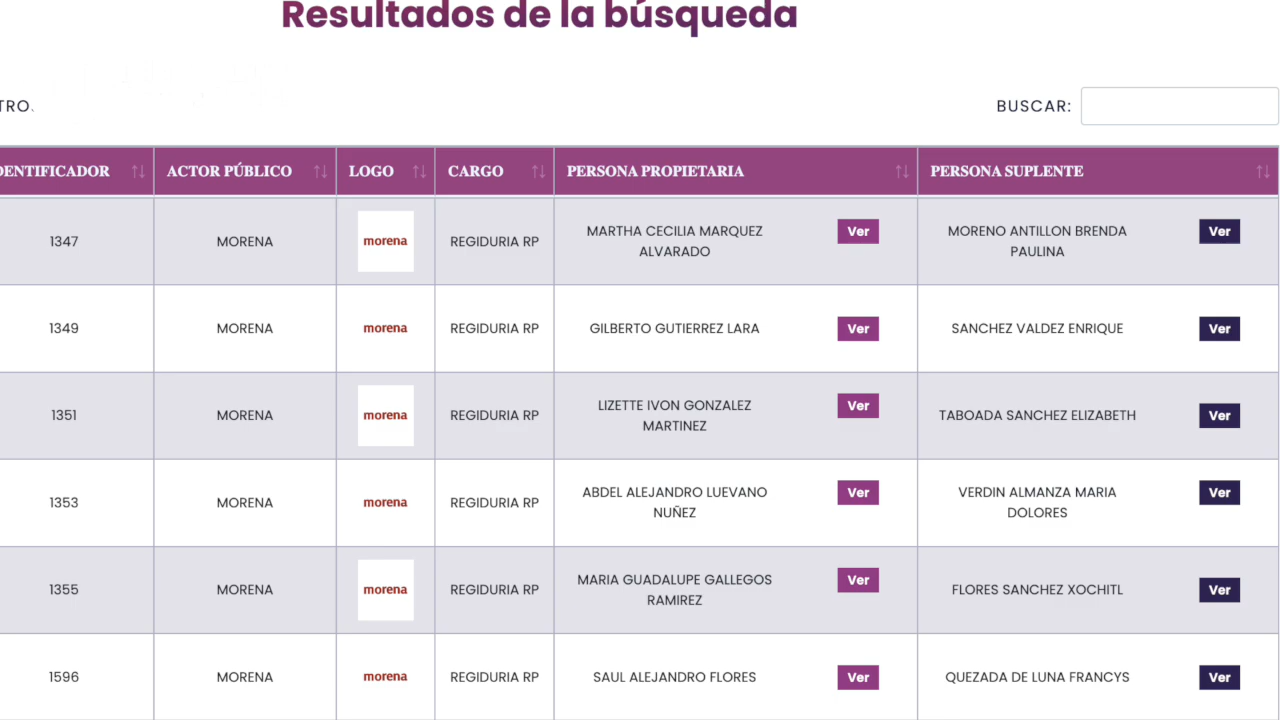 Resultados de la búsqueda
TRO.
BUSCAR:
DENTIFICADOR ACTOR PÚBLICO LOGO CARGO PERSONA PROPIETARIA PERSONA SUPLENTE
1347 MORENA morena REGIDURIA RP MARTHA CECILIA MARQUEZ Ver MORENO ANTILLON BRENDA Ver
ALVARADO PAULINA
1349 MORENA morena REGIDURIA RP GILBERTO GUTIERREZ LARA Ver SANCHEZ VALDEZ ENRIQUE Ver
1351 MORENA morena REGIDURIA RP LIZETTE IVON GONZALEZ Ver TABOADA SANCHEZ ELIZABETH Ver
MARTINEZ
1353 MORENA morena REGIDURIA RP ABDEL ALEJANDRO LUEVANO Ver VERDIN ALMANZA MARIA Ver
NUÑEZ DOLORES
1355 MORENA morena REGIDURIA RP MARIA GUADALUPE GALLEGOS Ver FLORES SANCHEZ XOCHITL Ver
RAMIREZ
1596 MORENA morena REGIDURIA RP SAUL ALEJANDRO FLORES Ver QUEZADA DE LUNA FRANCYS Ver